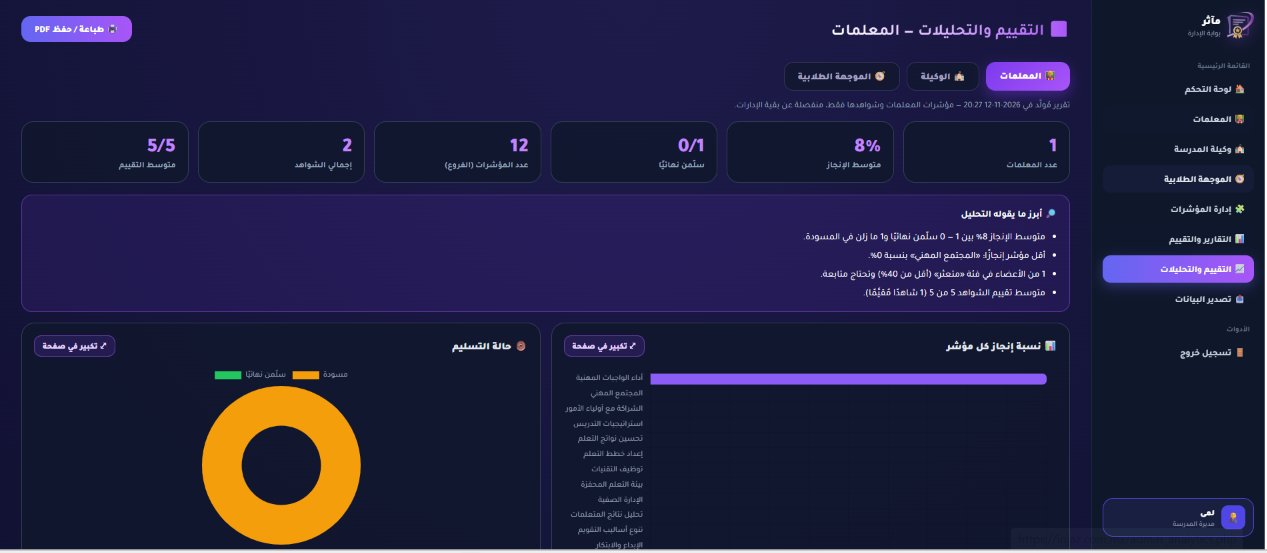 مآثر
بوابة الإدارة
القائمة الرئيسية
لوحة التحكم
المعلمات
وكيلة المدرسة
الموجهة الطلابية
إدارة المؤشرات
التقارير والتقييم
التقييم والتحليلات
تصدير البيانات
الأدوات
تسجيل خروج
لمى
مديرة المدرسة
التقييم والتحليلات – المعلمات
طباعة / حفظ PDF
المعلمات
الوكيلة
الموجهة الطلابية
تقرير مُولَّد في 2026-11-12 20:27 – مؤشرات المعلمات وشواهدها فقط، منفصلة عن بقية الإدارات.
1
عدد المعلمات
8%
متوسط الإنجاز
0/1
سلّمن نهائيًا
12
عدد المؤشرات (الفروع)
2
إجمالي الشواهد
5/5
متوسط التقييم
أبرز ما يقوله التحليل
متوسط الإنجاز 8% بين 1 – 0 سلّمن نهائيًا و1 ما زلن في المسودة.
أقل مؤشر إنجازًا: «المجتمع المهني» بنسبة 0%.
1 من الأعضاء في فئة «متعثر» (أقل من 40%) وتحتاج متابعة.
متوسط تقييم الشواهد 5 من 5 (1 شاهدًا مُقيَّمًا).
نسبة إنجاز كل مؤشر
تكبير في صفحة
أداء الواجبات المهنية
المجتمع المهني
الشراكة مع أولياء الأمور
استراتيجيات التدريس
تحسين نواتج التعلم
إعداد خطط التعلم
توظيف التقنيات
بيئة التعلم المحفزة
الإدارة الصفية
تحليل نتائج المتعلمات
تنوع أساليب التقويم
الإبداع والابتكار
حالة التسليم
تكبير في صفحة
مسودة
سلّمن نهائيًا